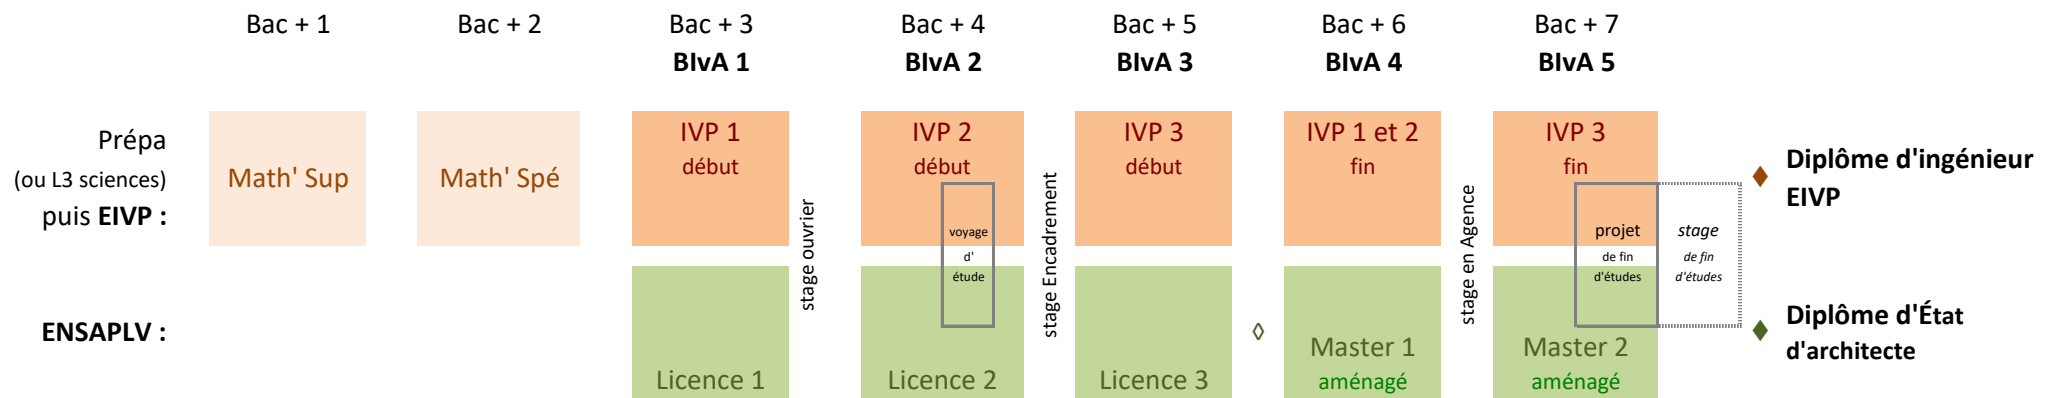 Bac + 1
Bac + 2
Bac + 3
Bac + 4
Bac + 5
Bac + 6
Bac + 7
BIvA 1
BIvA 2
BIvA 3
BIvA 4
BIvA 5
Prépa
(ou L3 sciences)
puis EIVP :
Math' Sup
Math' Spé
IVP 1
début
IVP 2
début
IVP 3
début
IVP 1 et 2
fin
IVP 3
fin
Diplôme d'ingénieur
EIVP
stage ouvrier
voyage
d'
étude
stage Encadrement
stage en Agence
projet
de fin
d'études
stage
de fin
d'études
ENSAPLV :
Licence 1
Licence 2
Licence 3
Master 1
aménagé
Master 2
aménagé
Diplôme d'État
d'architecte